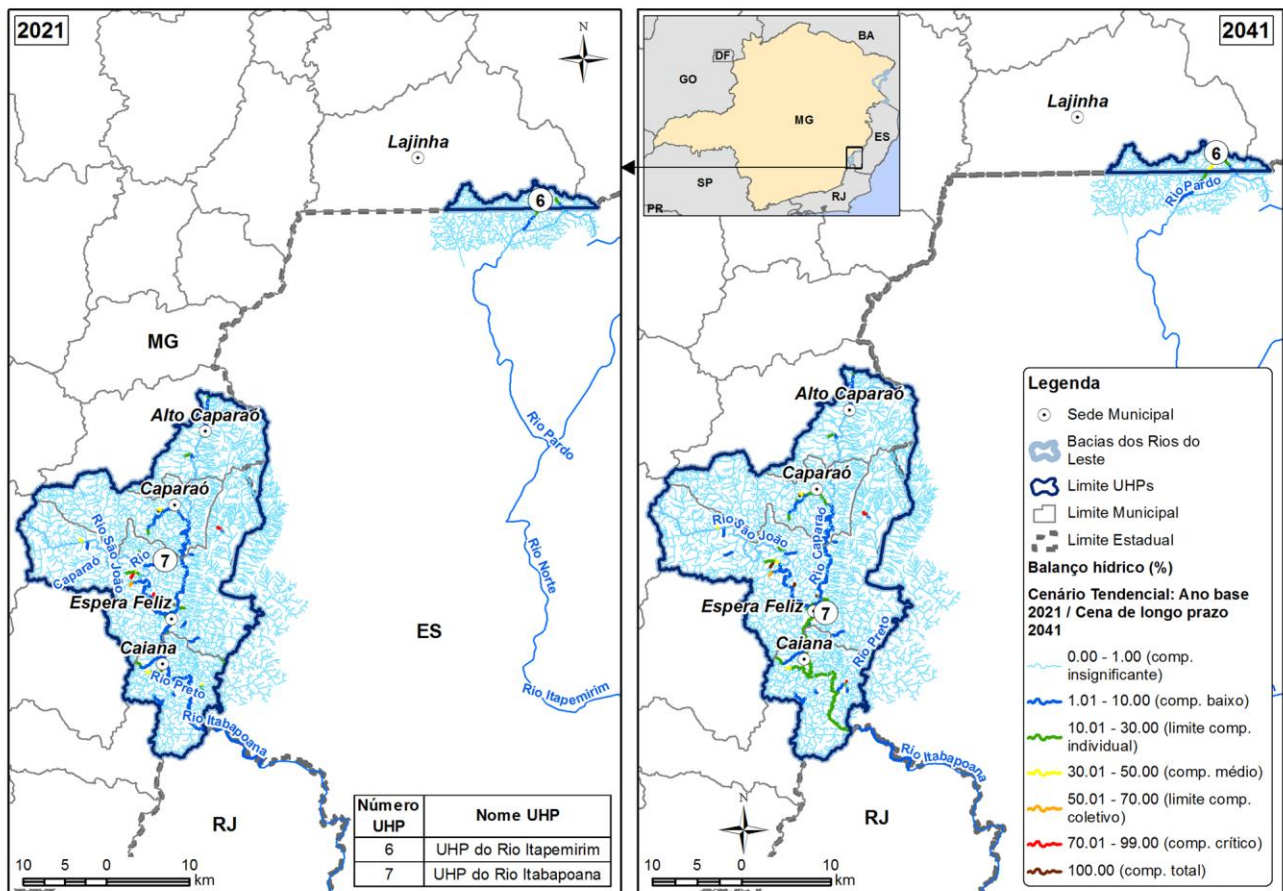 2021
N
Lajinha
6
MG
Alto Caparaó
Rio Pardo
Caparaó
Rio São João
Rio
7
Caparaó
Espera Feliz
ES
Rio Norte
Caiana
Rio Preto
Rio Itapemirim
Rio Itabapoana
RJ
Número UHP
Nome UHP
6
UHP do Rio Itapemirim
7
UHP do Rio Itabapoana
10 5 0 10
km
2041
BA
DF
GO
MG
ES
SP
RJ
PR
Lajinha
6
Rio Pardo
Alto Caparaó
Caparaó
Rio São João
Rio Caparaó
Espera Feliz
7
Caiana
Rio Preto
Rio Itabapoana
N
RJ
10 5 0 10
km
Legenda
Sede Municipal
Bacias dos Rios do
Leste
Limite UHPs
Limite Municipal
Limite Estadual
Balanço hídrico (%)
Cenário Tendencial: Ano base
2021 / Cena de longo prazo
2041
0.00 - 1.00 (comp.
insignificante)
1.01 - 10.00 (comp. baixo)
10.01 - 30.00 (limite comp.
individual)
30.01 - 50.00 (comp. médio)
50.01 - 70.00 (limite comp.
coletivo)
70.01 - 99.00 (comp. crítico)
100.00 (comp. total)